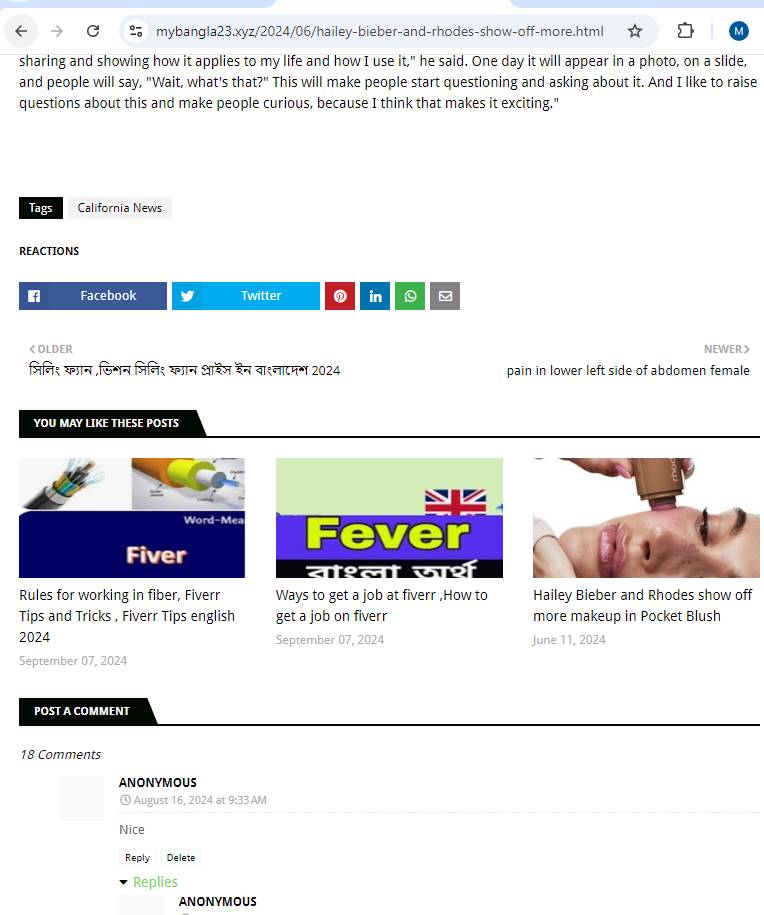 mybangla23.xyz/2024/06/hailey-bieber-and-rhodes-show-off-more.html
M
sharing and showing how it applies to my life and how I use it," he said. One day it will appear in a photo, on a slide,
and people will say, "Wait, what's that?" This will make people start questioning and asking about it. And I like to raise
questions about this and make people curious, because I think that makes it exciting."
Tags California News
REACTIONS
Facebook Twitter
OLDER
সিলিং ফ্যান ,ভিশন সিলিং ফ্যান প্রাইস ইন বাংলাদেশ 2024
NEWER
pain in lower left side of abdomen female
YOU MAY LIKE THESE POSTS
Word-Mea
Fiver
Rules for working in fiber, Fiverr
Tips and Tricks , Fiverr Tips english
2024
September 07, 2024
Fever
বাংলা অর্থ
Ways to get a job at fiverr ,How to
get a job on fiverr
September 07, 2024
Hailey Bieber and Rhodes show off
more makeup in Pocket Blush
June 11, 2024
POST A COMMENT
18 Comments
ANONYMOUS
August 16, 2024 at 9:33 AM
Nice
Reply Delete
Replies
ANONYMOUS